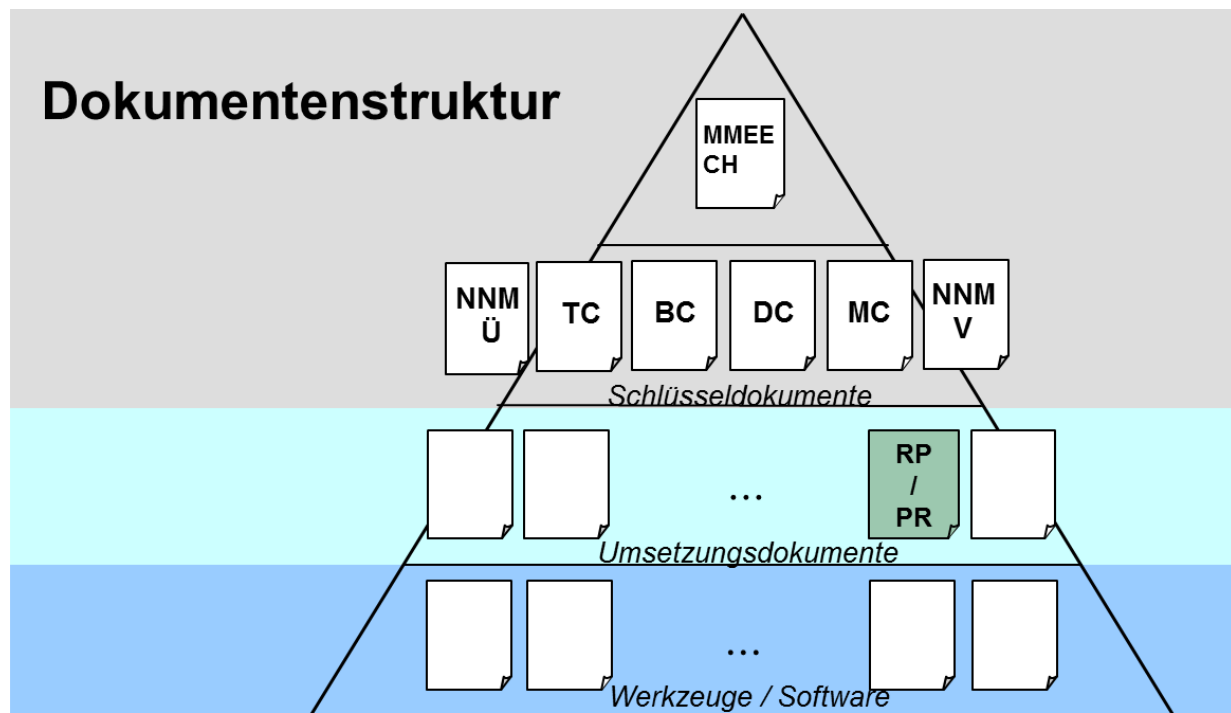 Dokumentenstruktur
MMEE
CH
NNM
Ü
TC
BC
DC
MC
NNM
V
Schlüsseldokumente
...
RP
/
PR
Umsetzungsdokumente
...
Werkzeuge / Software